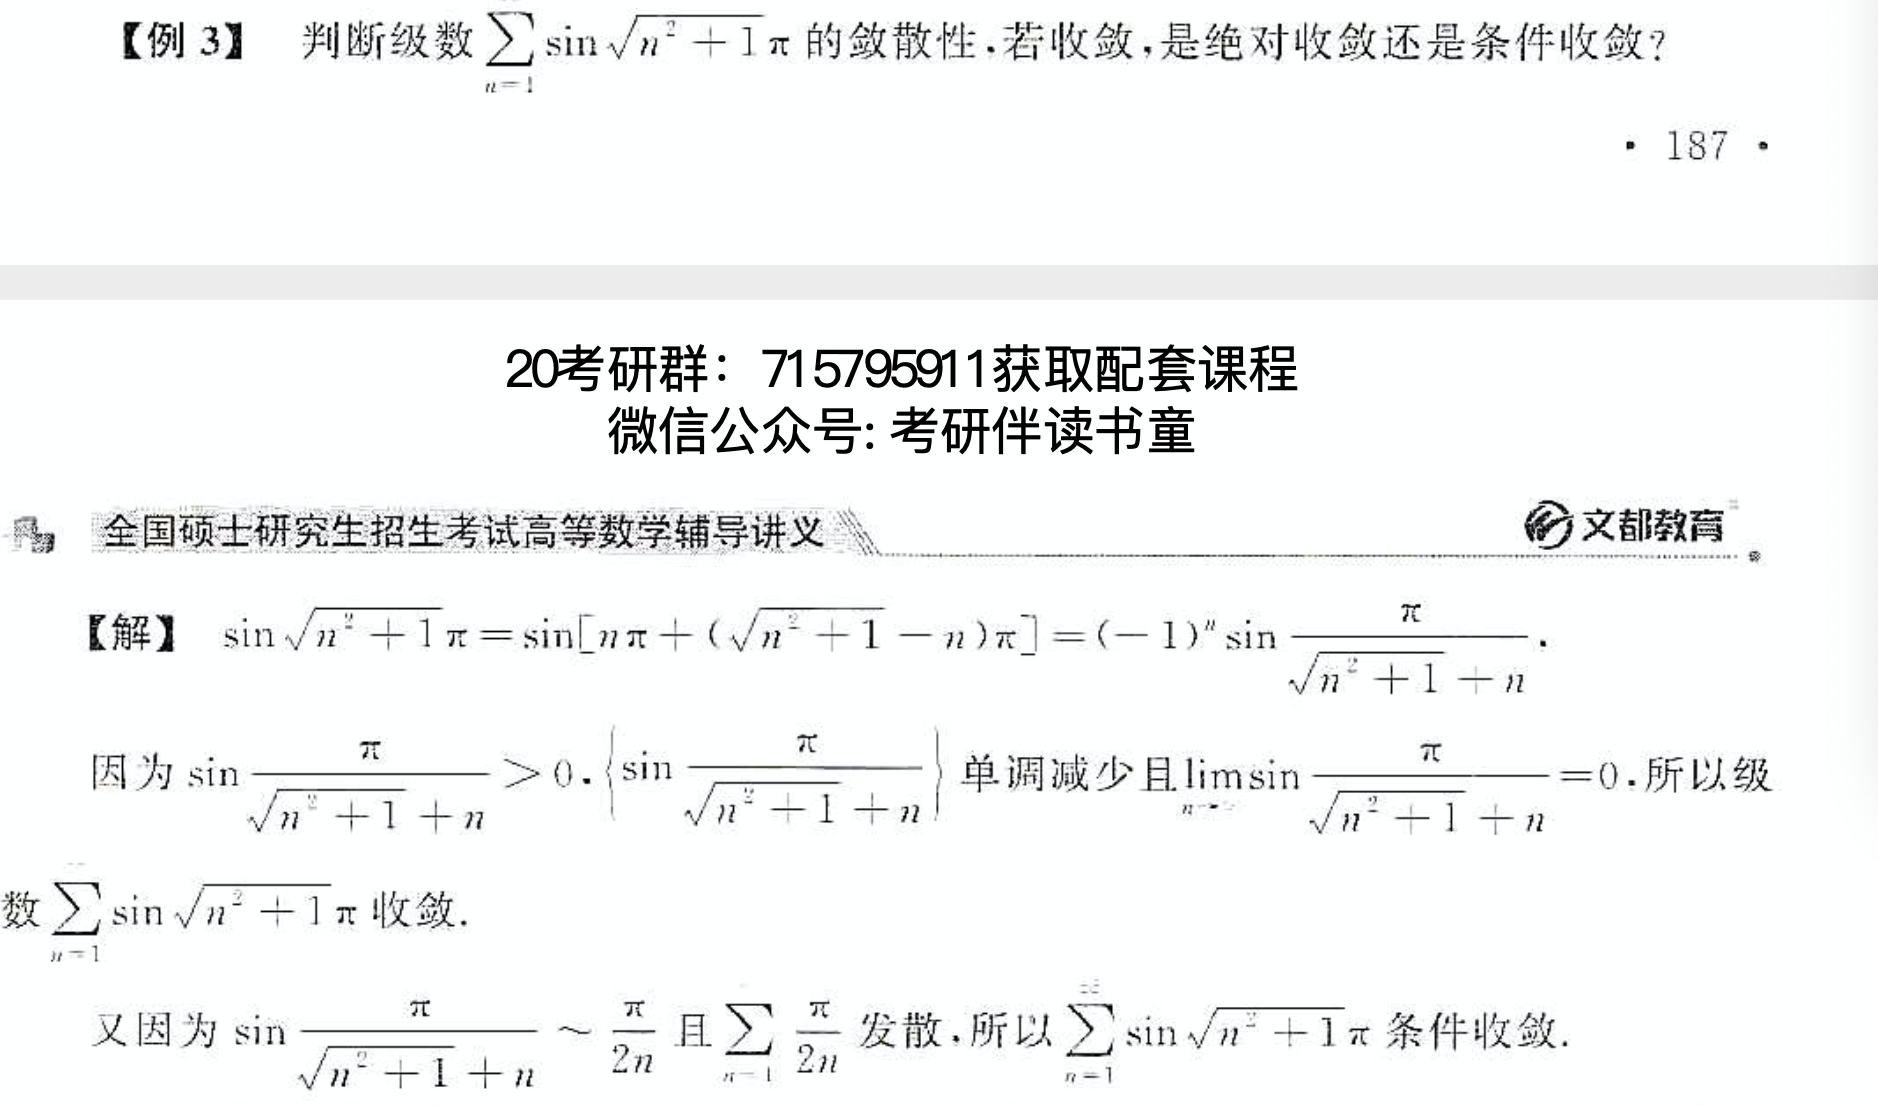 【例 3】 判断级数 $\sum_{n=1}^{\infty} \sin\sqrt{n^2+1}\pi$ 的敛散性.若收敛,是绝对收敛还是条件收敛?
· 187 ·
20考研群：715795911获取配套课程
微信公众号: 考研伴读书童
全国硕士研究生招生考试高等数学辅导讲义 文都教育
【解】 $\sin\sqrt{n^2+1}\pi=\sin[n\pi+(\sqrt{n^2+1}-n)\pi]=(-1)^n\sin\frac{\pi}{\sqrt{n^2+1}+n}$.
因为 $\sin\frac{\pi}{\sqrt{n^2+1}+n}>0$.$\left\{\sin\frac{\pi}{\sqrt{n^2+1}+n}\right\}$ 单调减少且 $\lim_{n\to\infty}\sin\frac{\pi}{\sqrt{n^2+1}+n}=0$.所以级
数 $\sum_{n=1}^{\infty}\sin\sqrt{n^2+1}\pi$ 收敛.
又因为 $\sin\frac{\pi}{\sqrt{n^2+1}+n}\sim\frac{\pi}{2n}$ 且 $\sum_{n=1}^{\infty}\frac{\pi}{2n}$ 发散,所以 $\sum_{n=1}^{\infty}\sin\sqrt{n^2+1}\pi$ 条件收敛.